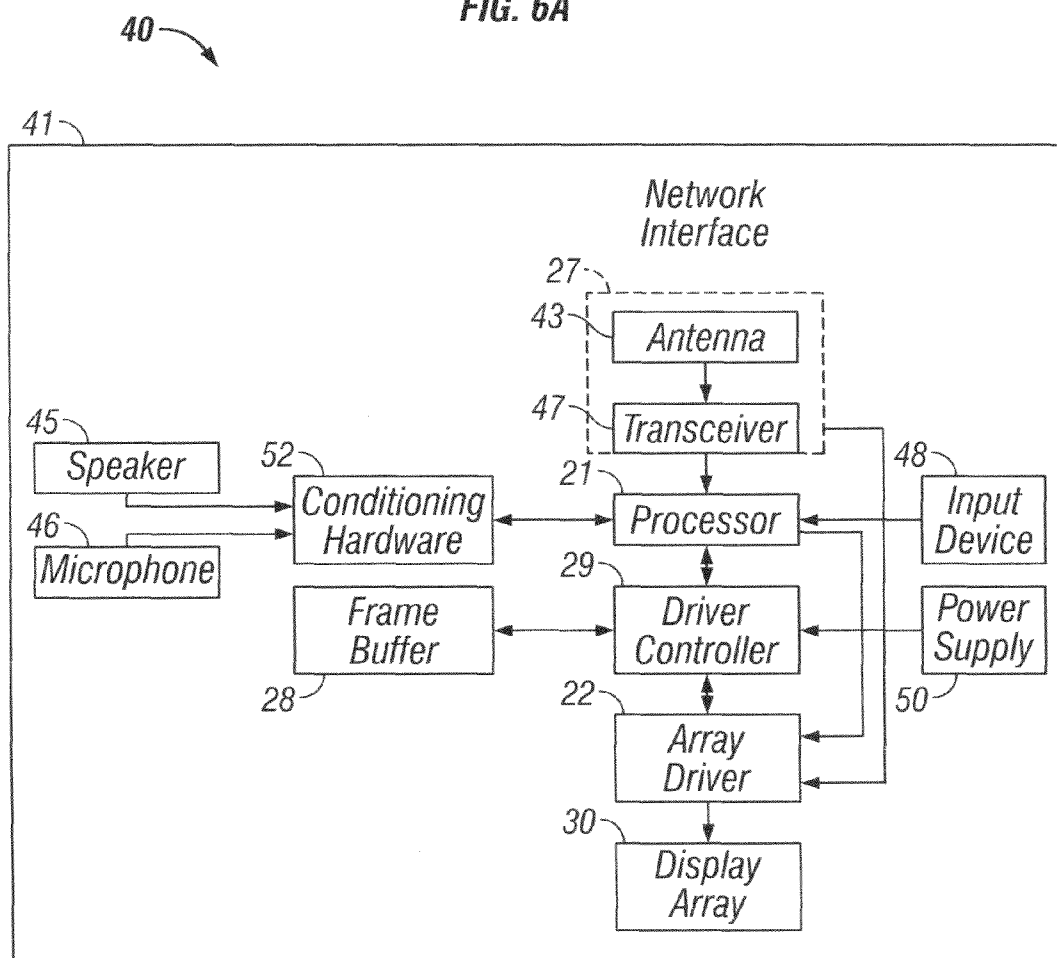 FIG. 6A
40
41
Network
Interface
27
43
Antenna
47
Transceiver
45
Speaker
52
Conditioning
Hardware
21
Processor
48
Input
Device
46
Microphone
29
Driver
Controller
Frame
Buffer
28
Power
Supply
50
22
Array
Driver
30
Display
Array